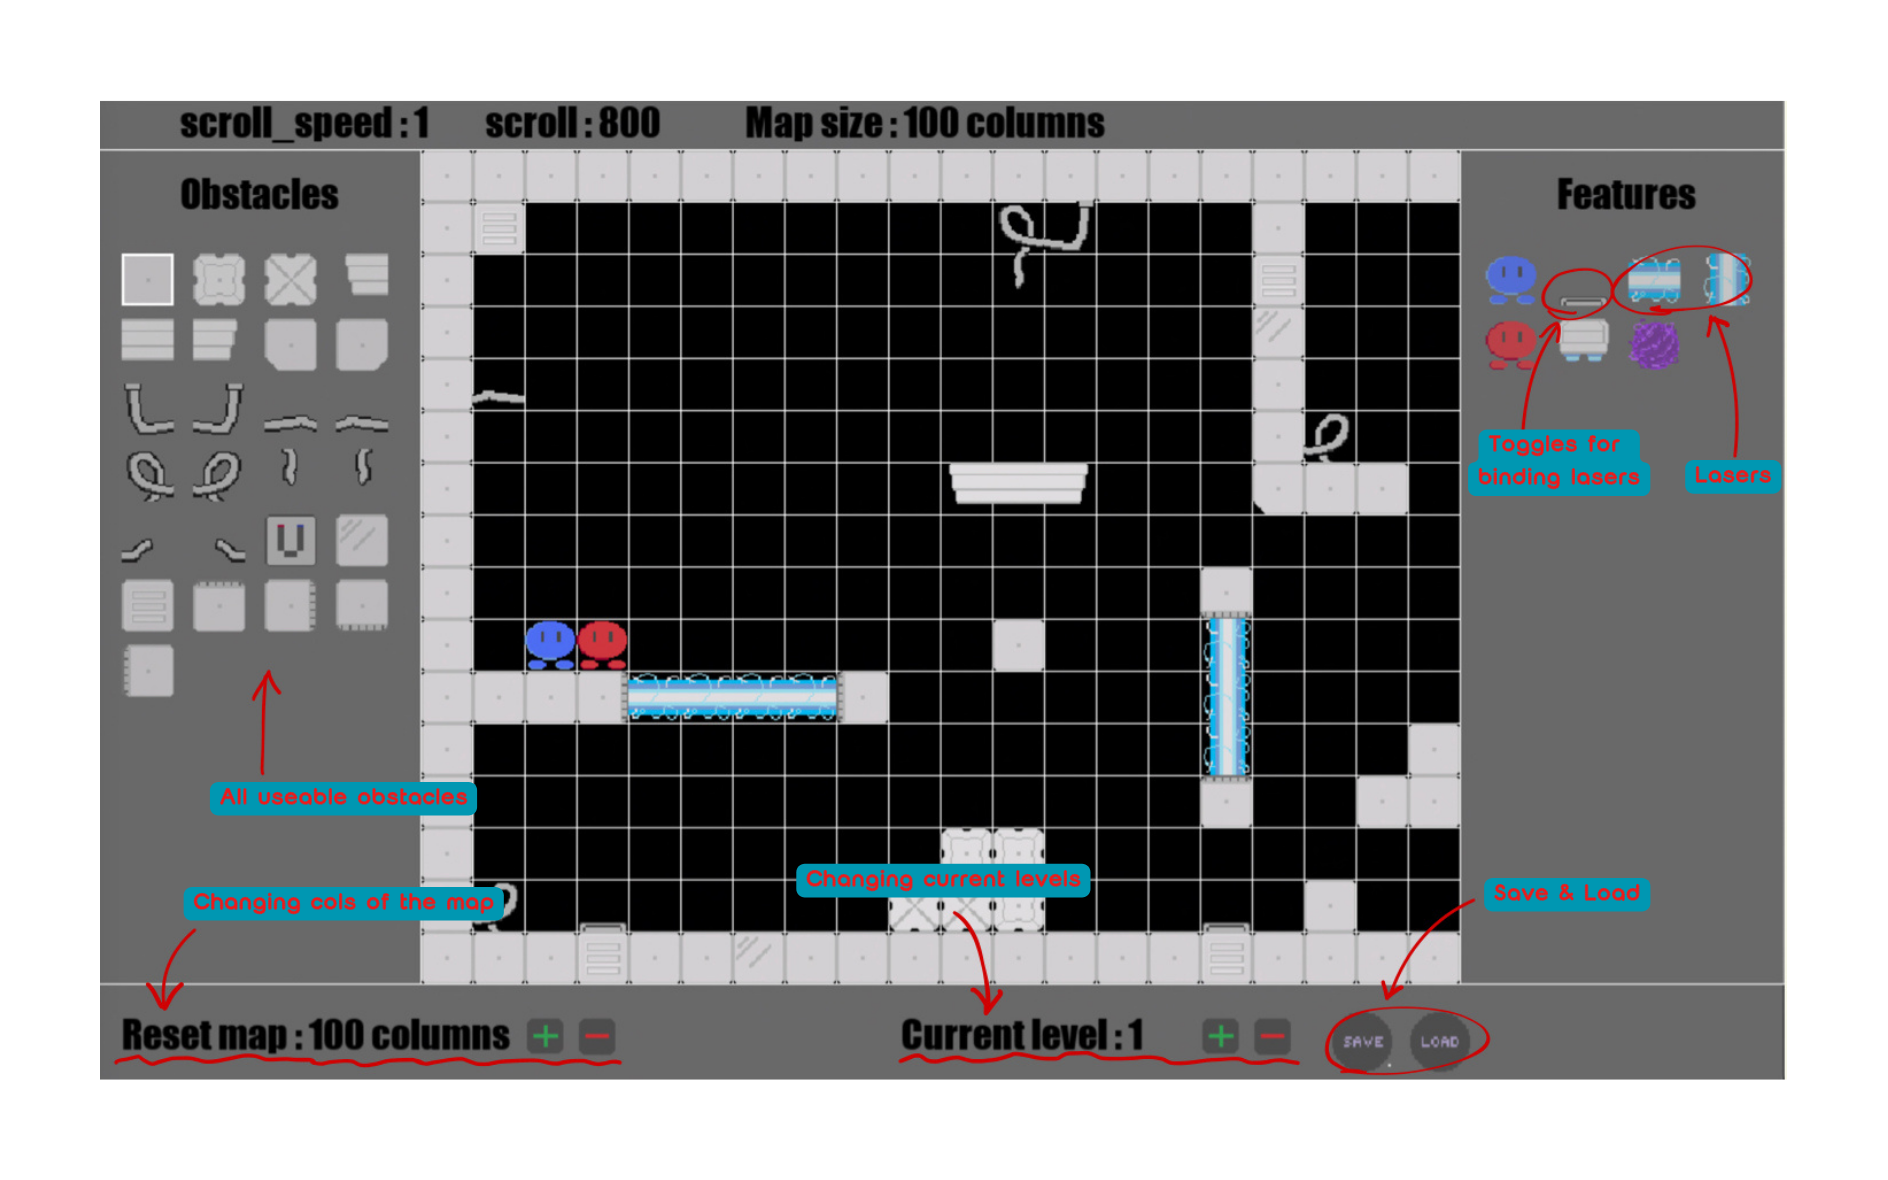 scroll_speed : 1 scroll : 800 Map size : 100 columns
Obstacles
Features
Toggles for
binding lasers
Lasers
All useable obstacles
Changing cols of the map
Changing current levels
Save & Load
Reset map : 100 columns + −
Current level : 1 + −
SAVE LOAD